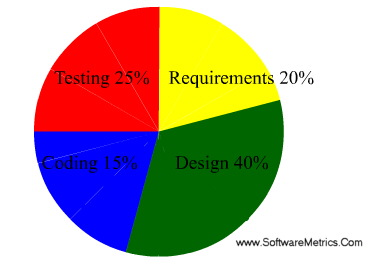 Testing 25%
Requirements 20%
Coding 15%
Design 40%
www.SoftwareMetrics.Com